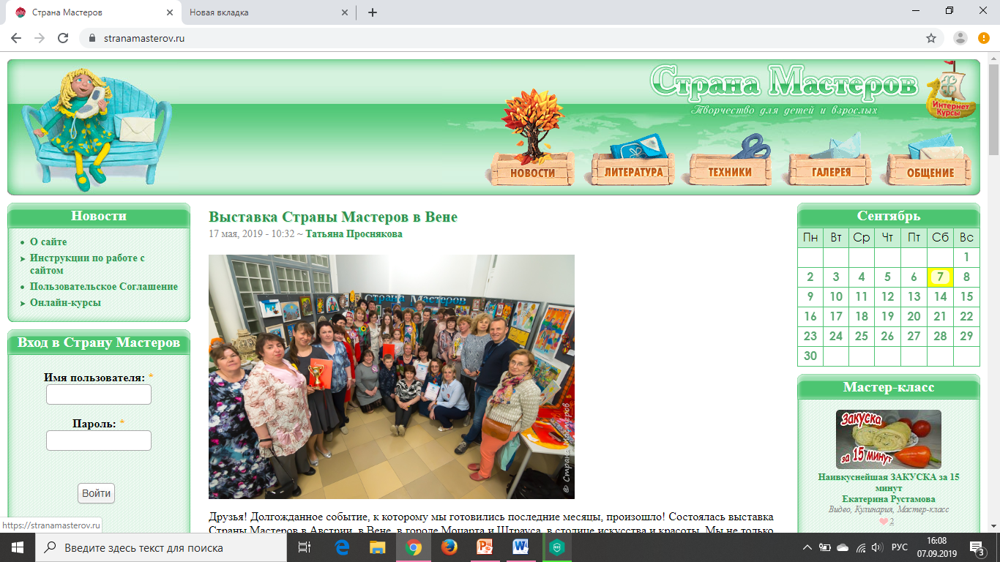 Страна Мастеров
Новая вкладка
stranamasterov.ru
Страна Мастеров
Творчество для детей и взрослых
Интернет
Курсы
НОВОСТИ
ЛИТЕРАТУРА
ТЕХНИКИ
ГАЛЕРЕЯ
ОБЩЕНИЕ
Новости
О сайте
Инструкции по работе с
сайтом
Пользовательское Соглашение
Онлайн-курсы
Вход в Страну Мастеров
Имя пользователя: *
Пароль: *
Войти
Выставка Страны Мастеров в Вене
17 мая, 2019 - 10:32 ~ Татьяна Проснякова
Страна Мастеров
© Страна Мастеров
Друзья! Долгожданное событие, к которому мы готовились последние месяцы, произошло! Состоялась выставка
Страны Мастеров в Австрии, в Вене, в городе Моцарта и Штрауса, в столице искусства и красоты. Мы не только
Сентябрь
Пн Вт Ср Чт Пт Сб Вс
1
2 3 4 5 6 7 8
9 10 11 12 13 14 15
16 17 18 19 20 21 22
23 24 25 26 27 28 29
30
Мастер-класс
Закуска
за 15 минут
Наивкуснейшая ЗАКУСКА за 15
минут
Екатерина Рустамова
Видео, Кулинария, Мастер-класс
2
https://stranamasterov.ru
Введите здесь текст для поиска
РУС
16:08
07.09.2019
3